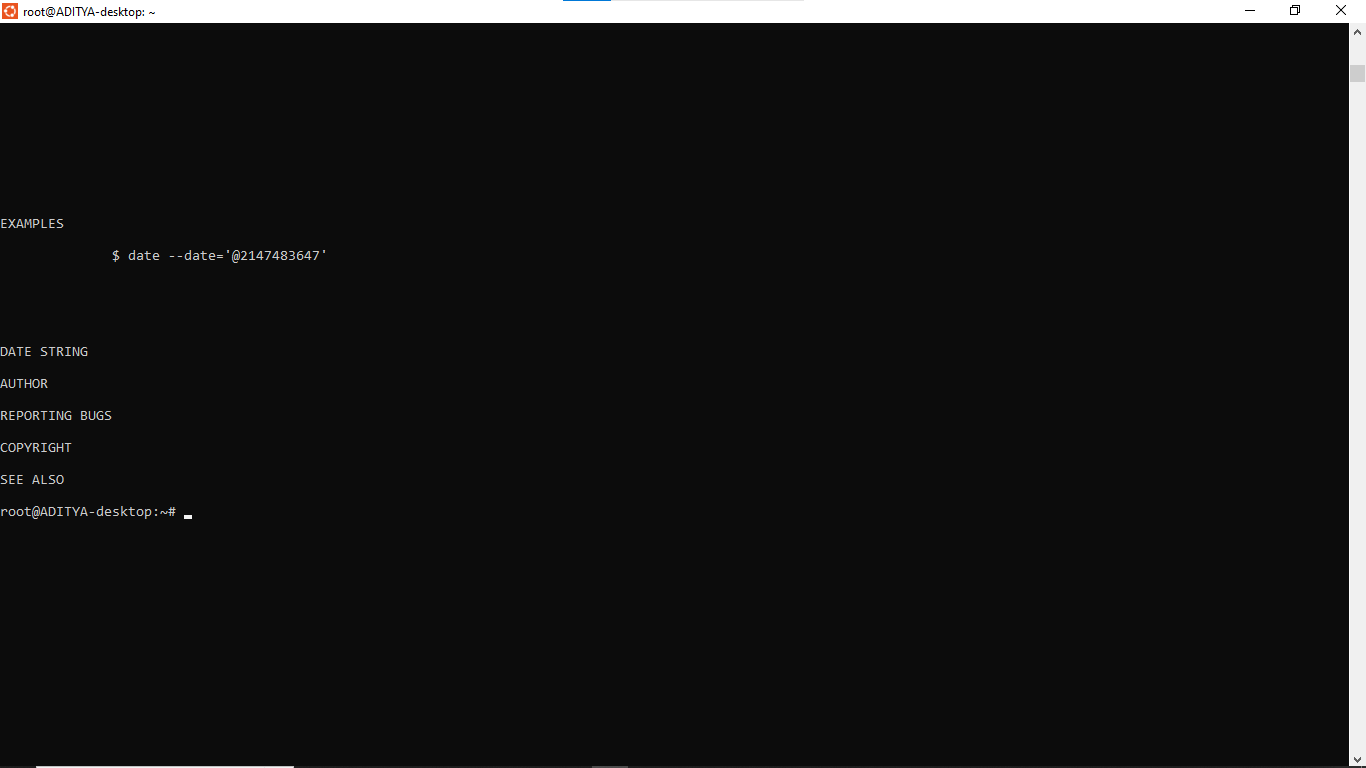 root@ADITYA-desktop: ~
EXAMPLES
$ date --date='@2147483647'
DATE STRING
AUTHOR
REPORTING BUGS
COPYRIGHT
SEE ALSO
root@ADITYA-desktop:~#